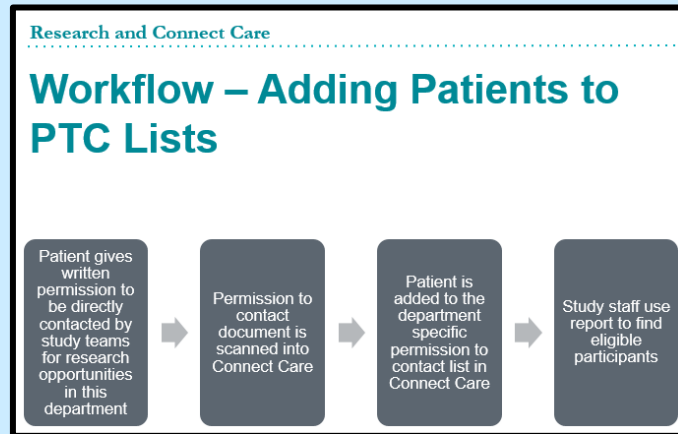 Research and Connect Care
Workflow – Adding Patients to
PTC Lists
Patient gives
written
permission to
be directly
contacted by
study teams
for research
opportunities
in this
department
Permission to
contact
document is
scanned into
Connect Care
Patient is
added to the
department
specific
permission to
contact list in
Connect Care
Study staff use
report to find
eligible
participants